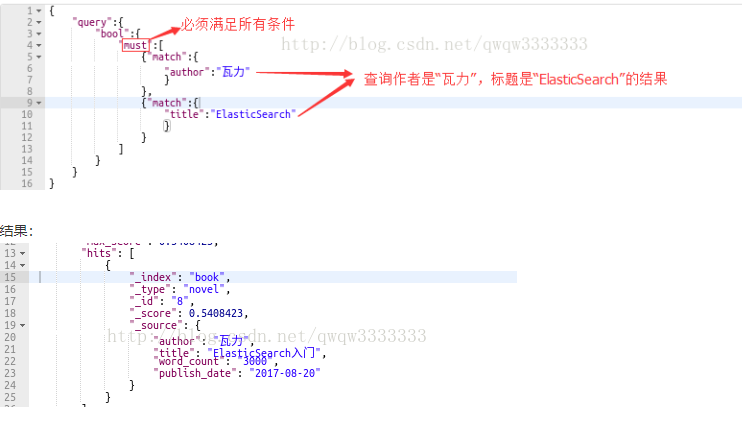 1 {
2 "query":{
3 "bool":{
必须满足所有条件
4 "must":[
http://blog.csdn.net/qwqw3333333
5 {"match":{
6 "author":"瓦力"
查询作者是“瓦力”，标题是“ElasticSearch”的结果
7 }
8 },
9 {"match":{
10 "title":"ElasticSearch"
11 }
12 }
13 ]
14 }
15 }
16 }
结果:
12 "max_score": 0.5408423,
13 "hits": [
14 {
15 "_index": "book",
16 "_type": "novel",
17 "_id": "8",
18 "_score": 0.5408423,
19 "_source": {
http://blog.csdn.net/qwqw3333333
20 "author": "瓦力",
21 "title": "ElasticSearch入门",
22 "word_count": "3000",
23 "publish_date": "2017-08-20"
24 }
25 }
26 ]